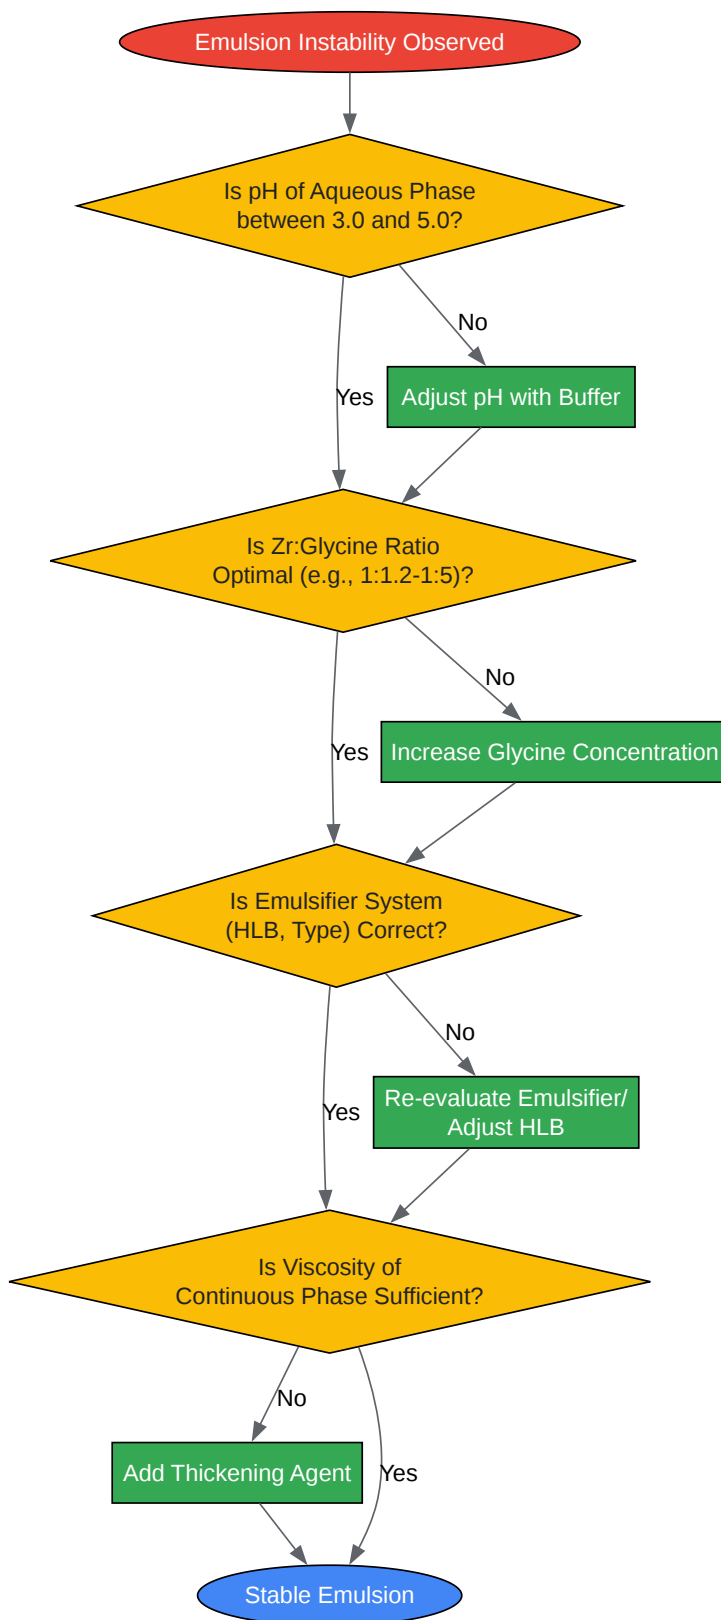 Emulsion Instability Observed
Is pH of Aqueous Phase
between 3.0 and 5.0?
No
Yes
Adjust pH with Buffer
Is Zr:Glycine Ratio
Optimal (e.g., 1:1.2-1:5)?
No
Yes
Increase Glycine Concentration
Is Emulsifier System
(HLB, Type) Correct?
No
Yes
Re-evaluate Emulsifier/
Adjust HLB
Is Viscosity of
Continuous Phase Sufficient?
No
Add Thickening Agent
Yes
Stable Emulsion